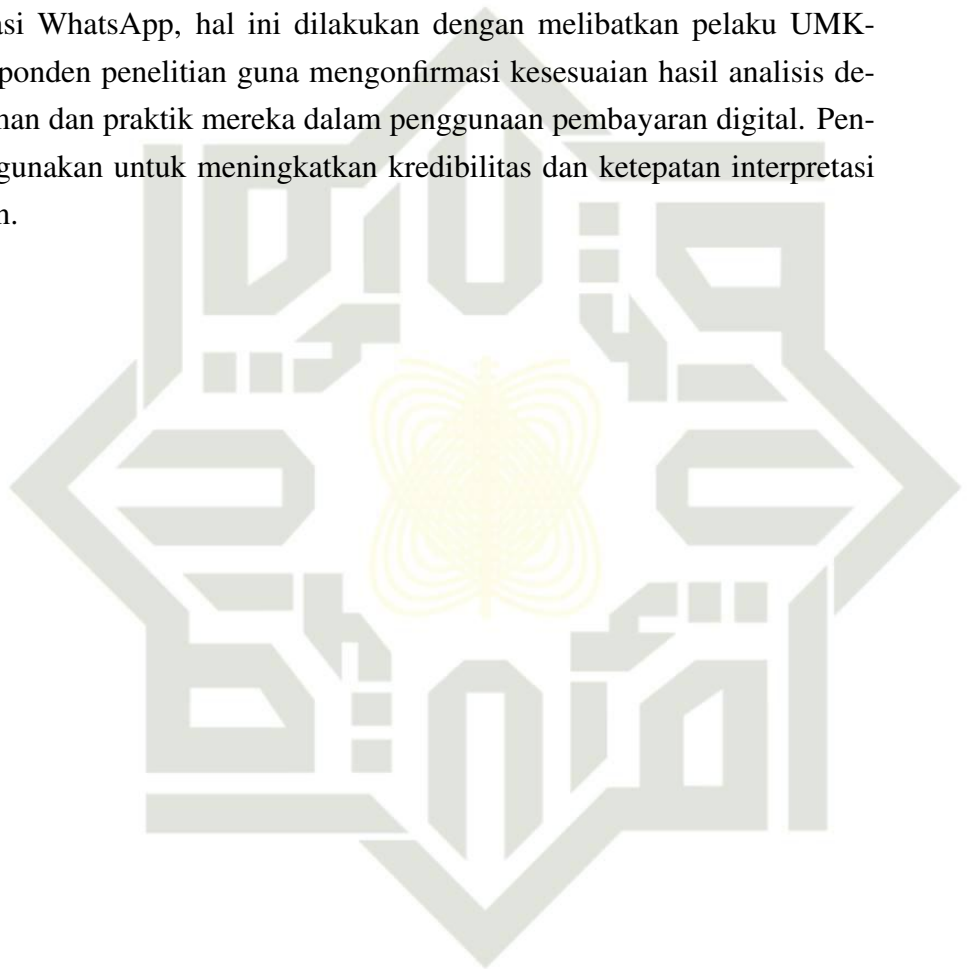 asi WhatsApp, hal ini dilakukan dengan melibatkan pelaku UMK-
ponden penelitian guna mengonfirmasi kesesuaian hasil analisis de-
nan dan praktik mereka dalam penggunaan pembayaran digital. Pen-
gunakan untuk meningkatkan kredibilitas dan ketepatan interpretasi
n.